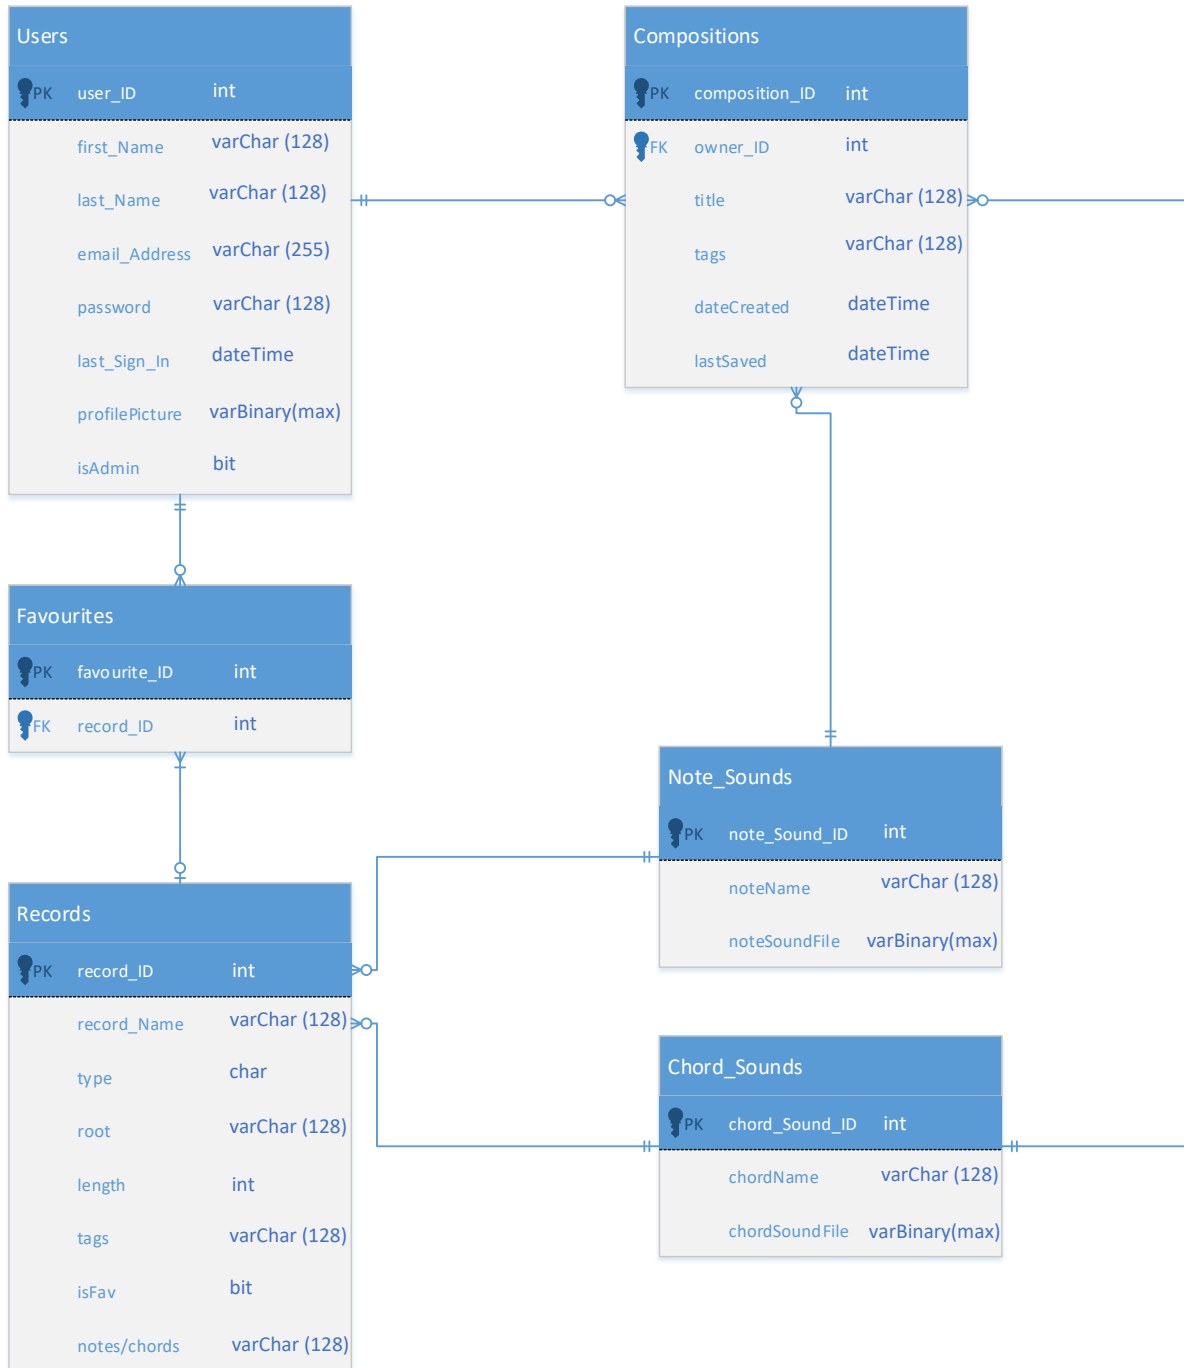 Users
PK user_ID int
first_Name varChar (128)
last_Name varChar (128)
email_Address varChar (255)
password varChar (128)
last_Sign_In dateTime
profilePicture varBinary(max)
isAdmin bit
Compositions
PK composition_ID int
FK owner_ID int
title varChar (128)
tags varChar (128)
dateCreated dateTime
lastSaved dateTime
Favourites
PK favourite_ID int
FK record_ID int
Note_Sounds
PK note_Sound_ID int
noteName varChar (128)
noteSoundFile varBinary(max)
Records
PK record_ID int
record_Name varChar (128)
type char
root varChar (128)
length int
tags varChar (128)
isFav bit
notes/chords varChar (128)
Chord_Sounds
PK chord_Sound_ID int
chordName varChar (128)
chordSoundFile varBinary(max)